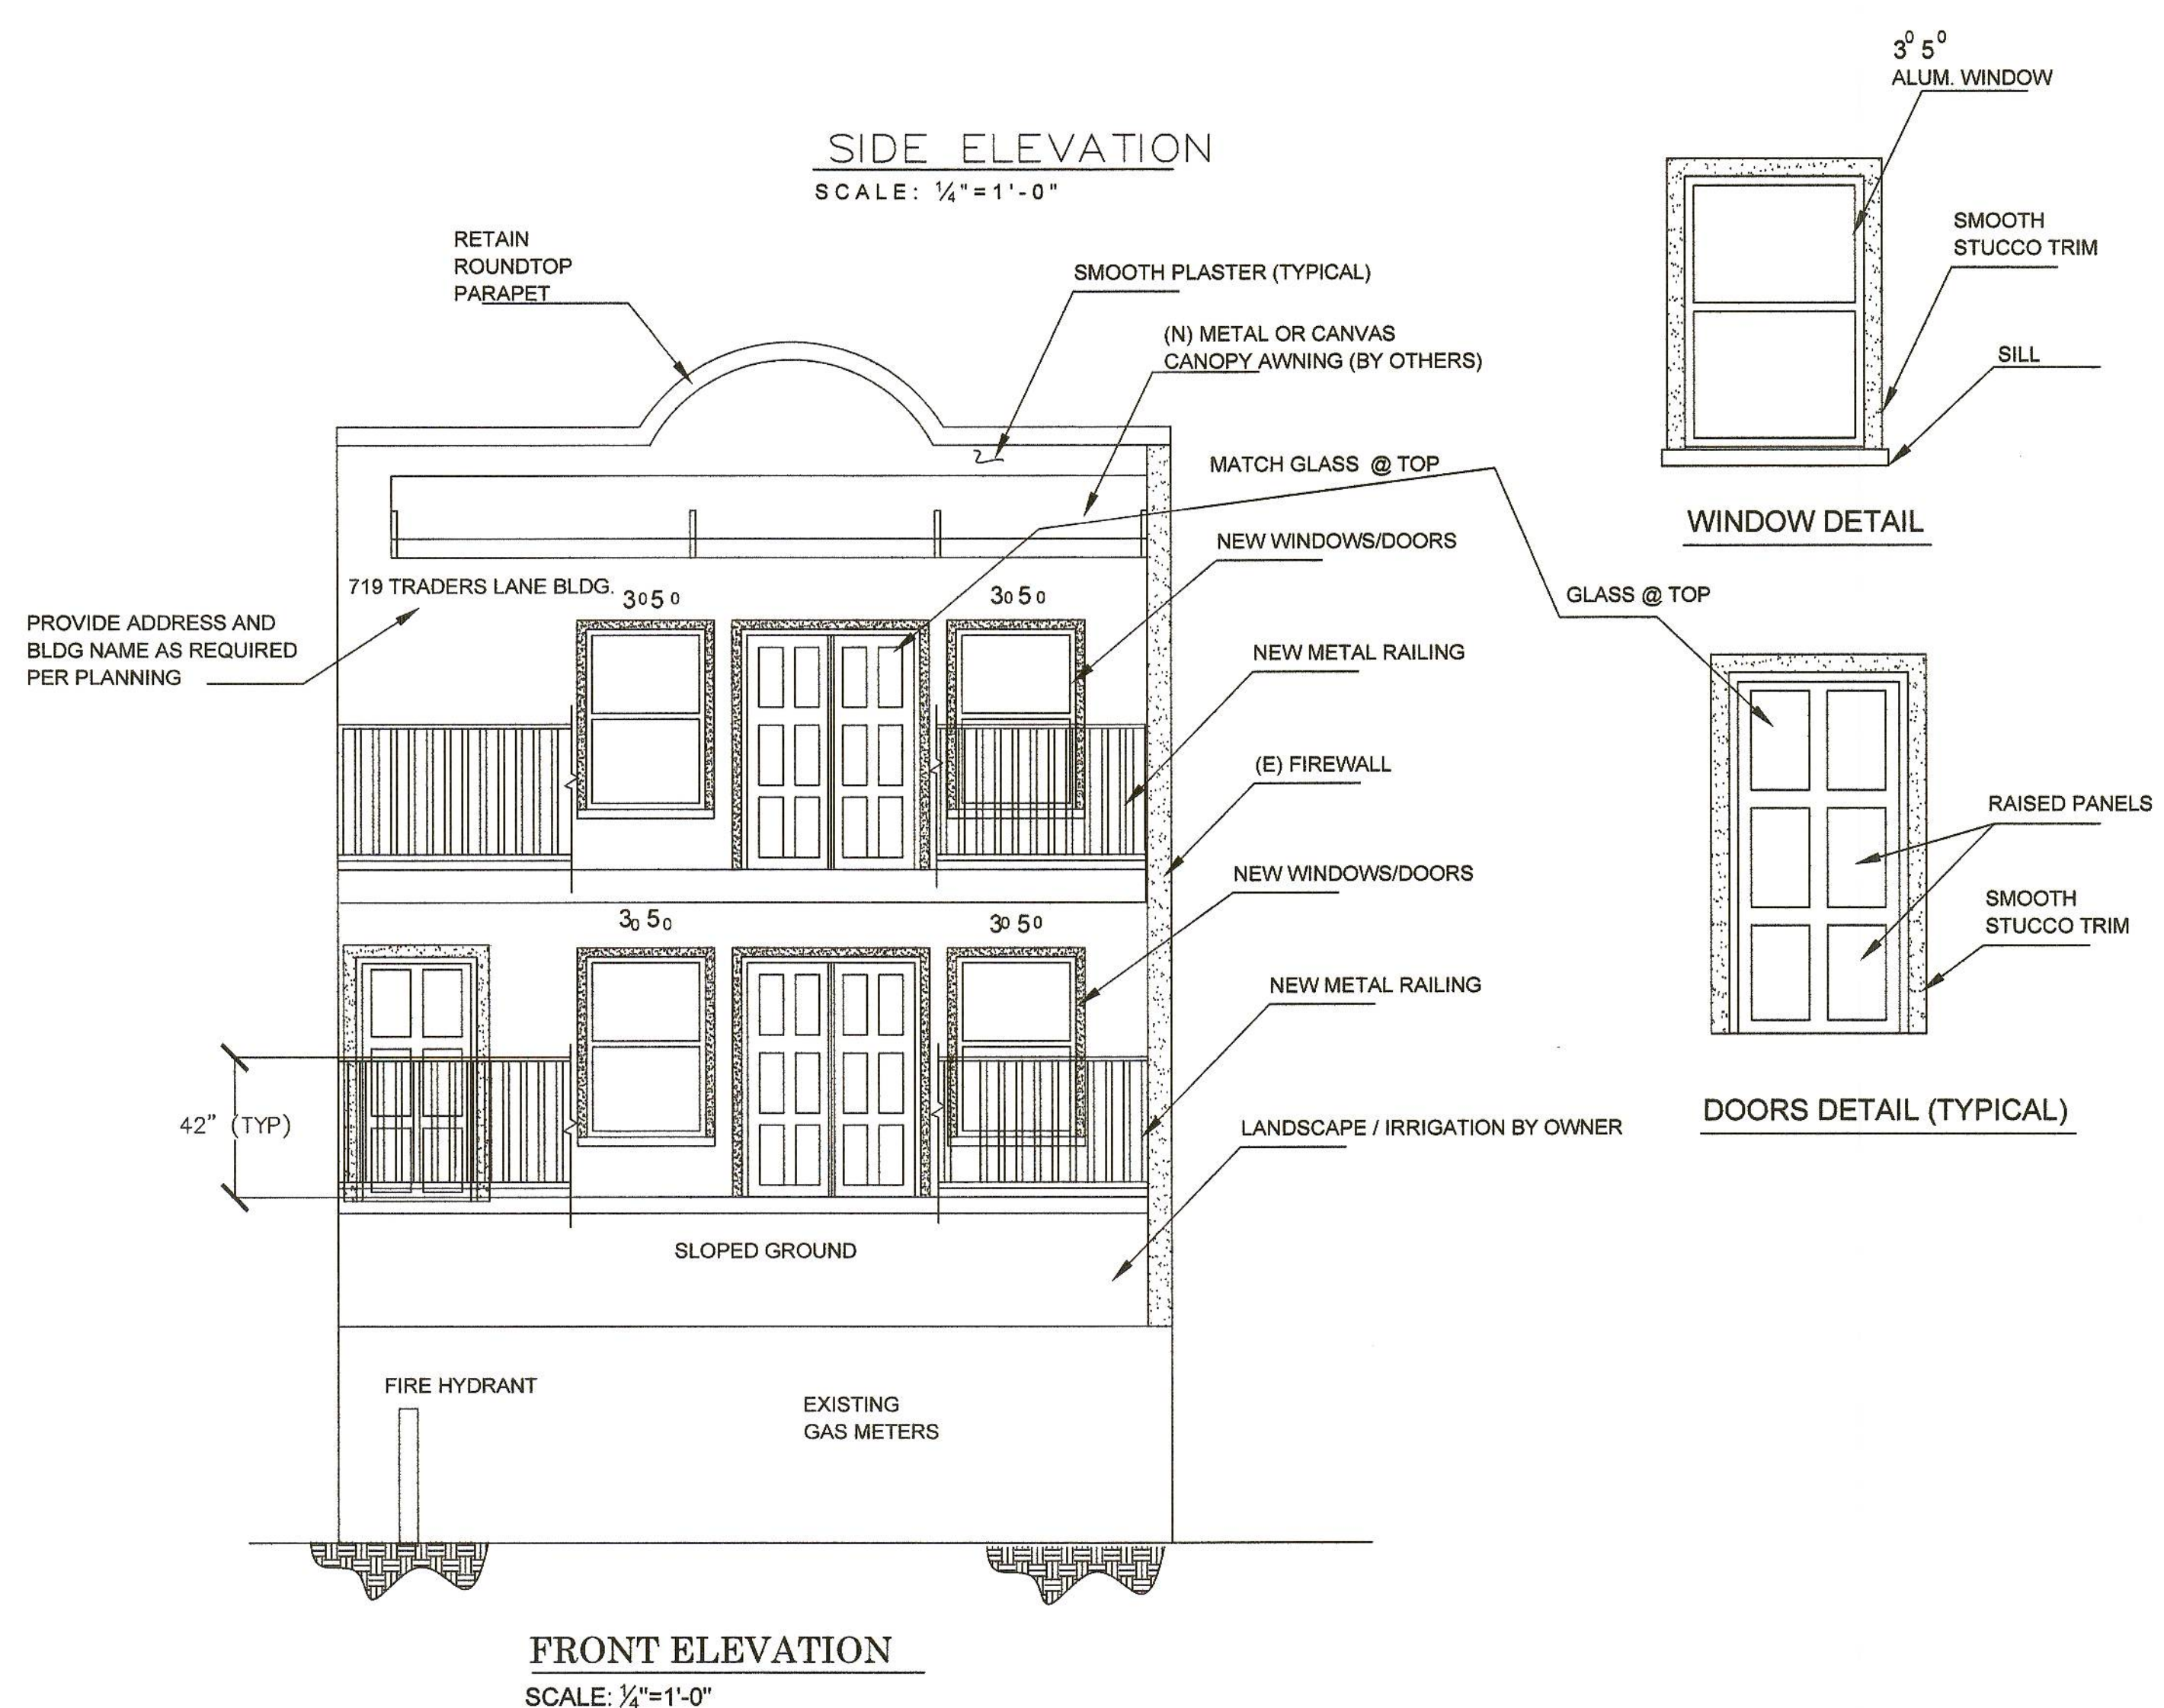 3⁰ 5⁰
ALUM. WINDOW
SIDE ELEVATION
SCALE: ¼"=1'-0"
SMOOTH
STUCCO TRIM
SILL
WINDOW DETAIL
RETAIN
ROUNDTOP
PARAPET
SMOOTH PLASTER (TYPICAL)
(N) METAL OR CANVAS
CANOPY AWNING (BY OTHERS)
MATCH GLASS @ TOP
NEW WINDOWS/DOORS
GLASS @ TOP
719 TRADERS LANE BLDG.
3₀5₀
3₀5₀
PROVIDE ADDRESS AND
BLDG NAME AS REQUIRED
PER PLANNING
NEW METAL RAILING
(E) FIREWALL
RAISED PANELS
NEW WINDOWS/DOORS
SMOOTH
STUCCO TRIM
3₀5₀
3₀5₀
NEW METAL RAILING
42" (TYP)
DOORS DETAIL (TYPICAL)
LANDSCAPE / IRRIGATION BY OWNER
SLOPED GROUND
FIRE HYDRANT
EXISTING
GAS METERS
FRONT ELEVATION
SCALE: ¼"=1'-0"